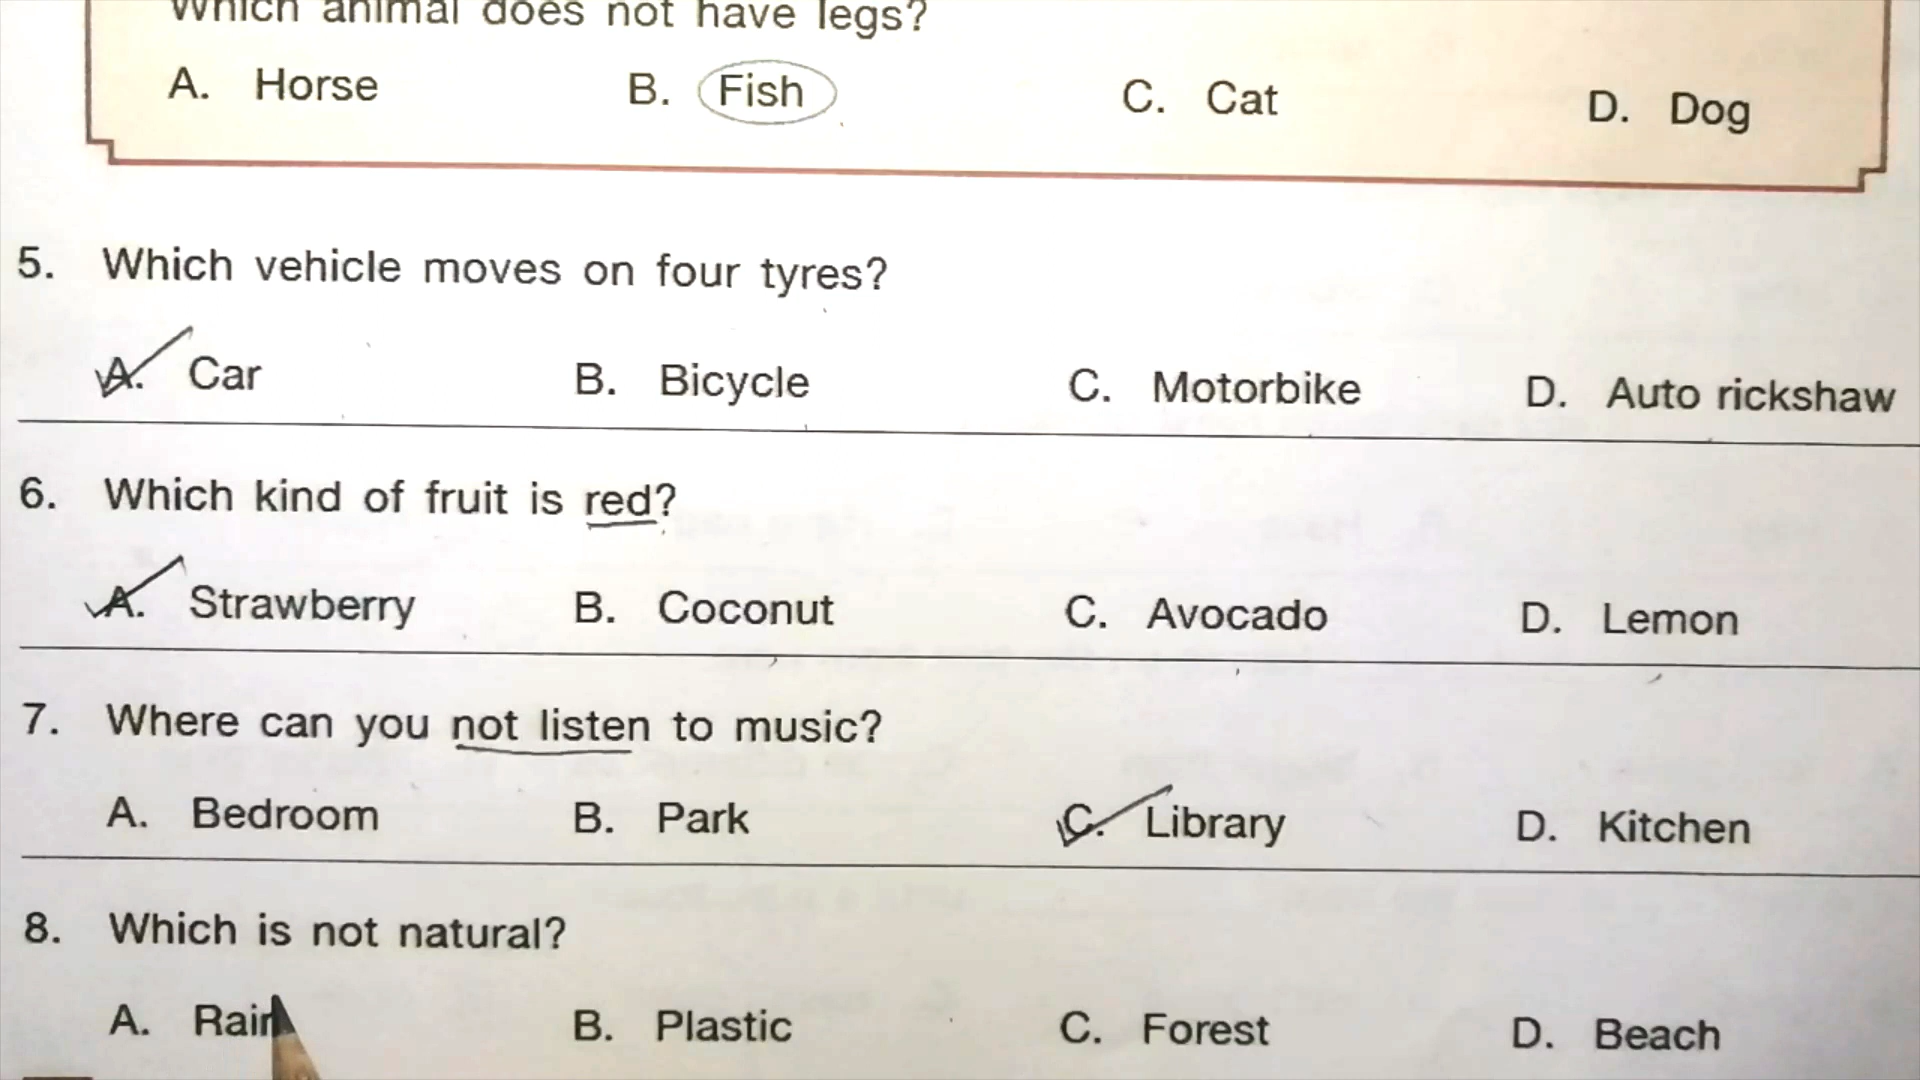 Which animal does not have legs?
A. Horse B. Fish C. Cat D. Dog
5. Which vehicle moves on four tyres?
A. Car B. Bicycle C. Motorbike D. Auto rickshaw
6. Which kind of fruit is red?
A. Strawberry B. Coconut C. Avocado D. Lemon
7. Where can you not listen to music?
A. Bedroom B. Park C. Library D. Kitchen
8. Which is not natural?
A. Rain B. Plastic C. Forest D. Beach